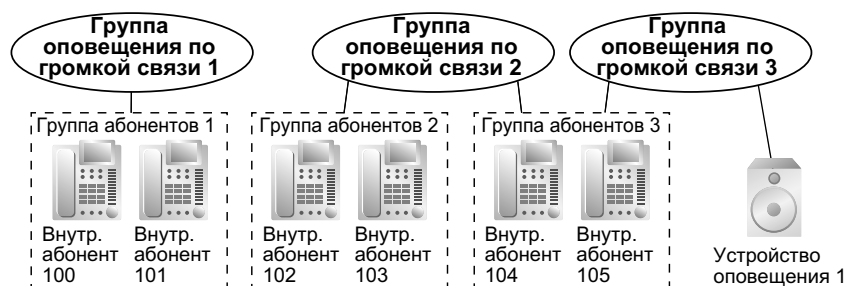 Группа
оповещения по
громкой связи 1
Группа
оповещения по
громкой связи 2
Группа
оповещения по
громкой связи 3
Группа абонентов 1
Группа абонентов 2
Группа абонентов 3
Внутр.
абонент
100
Внутр.
абонент
101
Внутр.
абонент
102
Внутр.
абонент
103
Внутр.
абонент
104
Внутр.
абонент
105
Устройство
оповещения 1